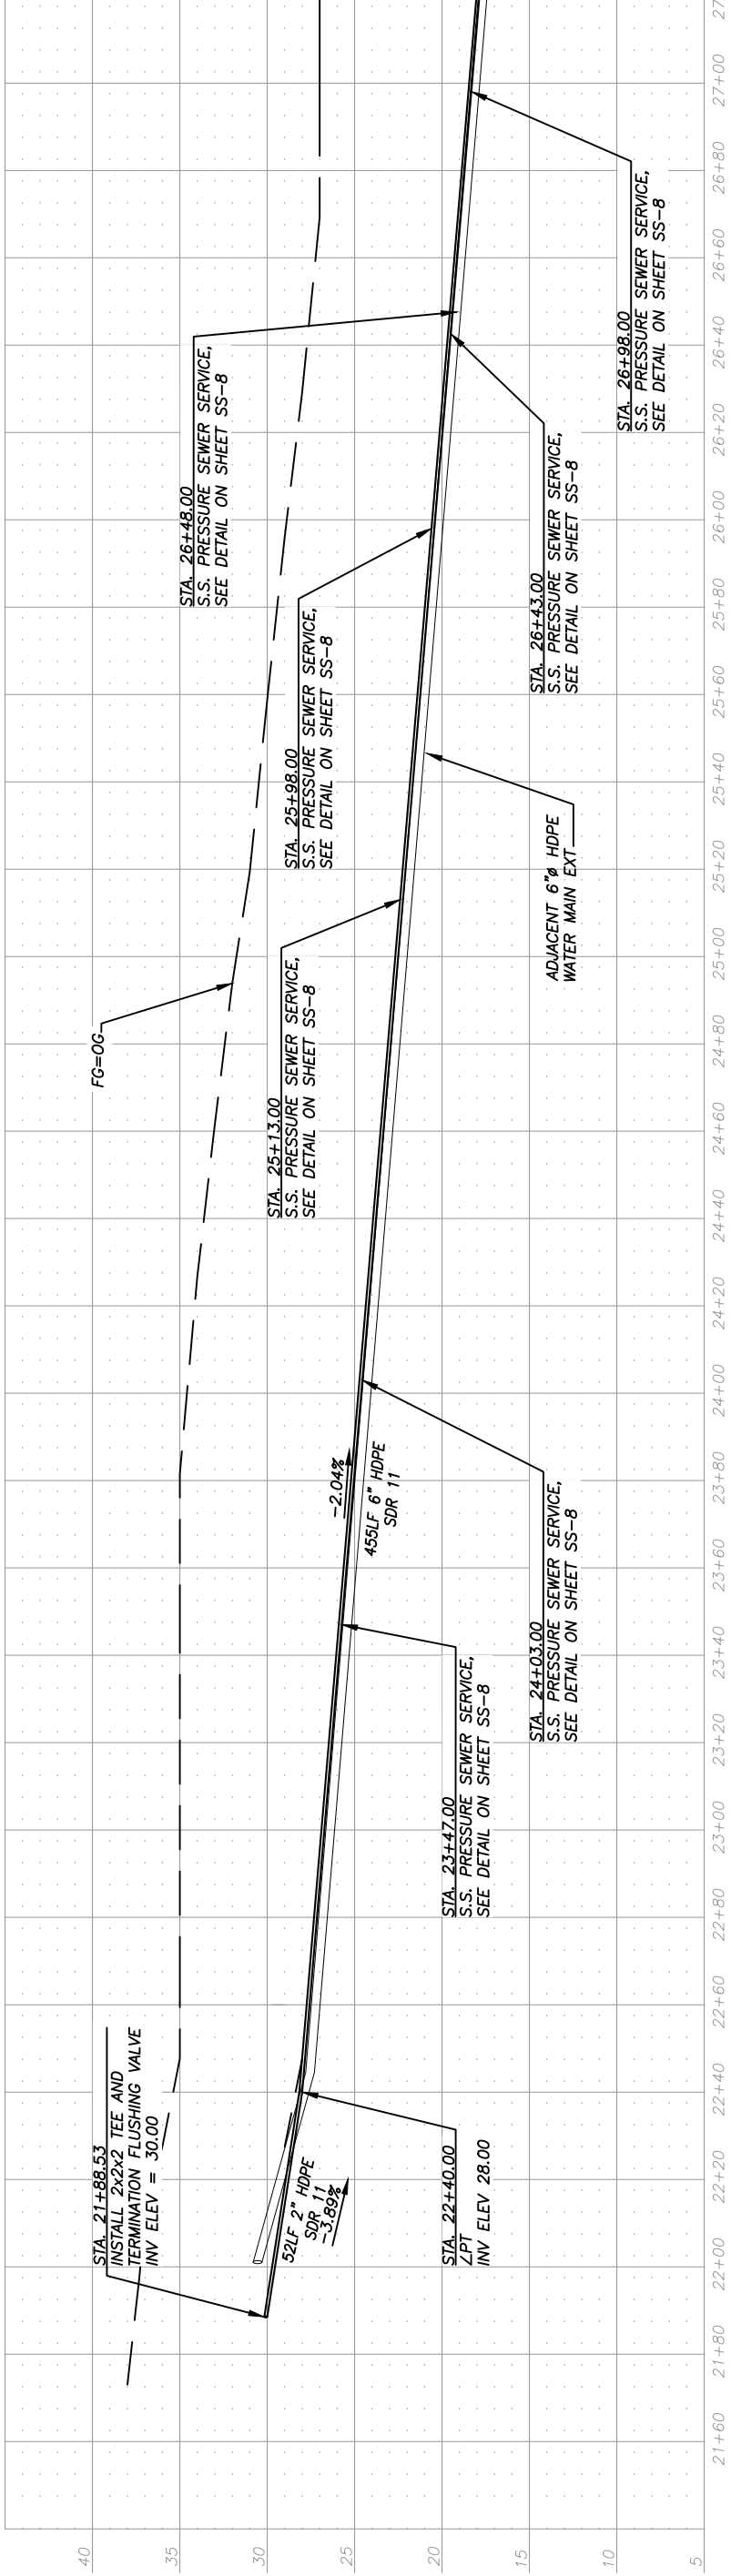 STA. 21+88.53
INSTALL 2x2x2 TEE AND
TERMINATION FLUSHING VALVE
INV ELEV = 30.00
52LF 2" HDPE
SDR 11
-3.89%
STA. 22+40.00
∠PT
INV ELEV 28.00
STA. 23+47.00
S.S. PRESSURE SEWER SERVICE,
SEE DETAIL ON SHEET SS-8
-2.04%
455LF 6" HDPE
SDR 11
STA. 24+03.00
S.S. PRESSURE SEWER SERVICE,
SEE DETAIL ON SHEET SS-8
FG=OG
STA. 25+13.00
S.S. PRESSURE SEWER SERVICE,
SEE DETAIL ON SHEET SS-8
ADJACENT 6"ø HDPE
WATER MAIN EXT
STA. 25+98.00
S.S. PRESSURE SEWER SERVICE,
SEE DETAIL ON SHEET SS-8
STA. 26+43.00
S.S. PRESSURE SEWER SERVICE,
SEE DETAIL ON SHEET SS-8
STA. 26+48.00
S.S. PRESSURE SEWER SERVICE,
SEE DETAIL ON SHEET SS-8
STA. 26+98.00
S.S. PRESSURE SEWER SERVICE,
SEE DETAIL ON SHEET SS-8
40
35
30
25
20
15
10
5
21+60
21+80
22+00
22+20
22+40
22+60
22+80
23+00
23+20
23+40
23+60
23+80
24+00
24+20
24+40
24+60
24+80
25+00
25+20
25+40
25+60
25+80
26+00
26+20
26+40
26+60
26+80
27+00
27